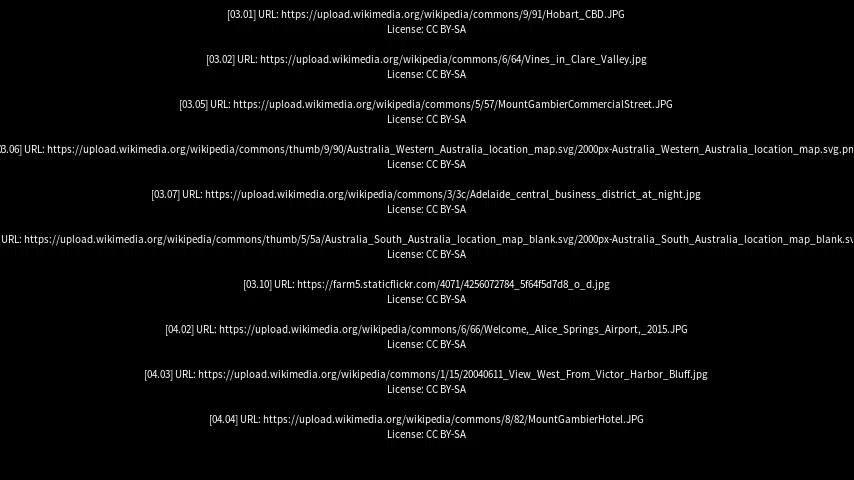 [03.01] URL: https://upload.wikimedia.org/wikipedia/commons/9/91/Hobart_CBD.JPG
License: CC BY-SA
[03.02] URL: https://upload.wikimedia.org/wikipedia/commons/6/64/Vines_in_Clare_Valley.jpg
License: CC BY-SA
[03.05] URL: https://upload.wikimedia.org/wikipedia/commons/5/57/MountGambierCommercialStreet.JPG
License: CC BY-SA
03.06] URL: https://upload.wikimedia.org/wikipedia/commons/thumb/9/90/Australia_Western_Australia_location_map.svg/2000px-Australia_Western_Australia_location_map.svg.pn
License: CC BY-SA
[03.07] URL: https://upload.wikimedia.org/wikipedia/commons/3/3c/Adelaide_central_business_district_at_night.jpg
License: CC BY-SA
URL: https://upload.wikimedia.org/wikipedia/commons/thumb/5/5a/Australia_South_Australia_location_map_blank.svg/2000px-Australia_South_Australia_location_map_blank.sv
License: CC BY-SA
[03.10] URL: https://farm5.staticflickr.com/4071/4256072784_5f64f5d7d8_o_d.jpg
License: CC BY-SA
[04.02] URL: https://upload.wikimedia.org/wikipedia/commons/6/66/Welcome,_Alice_Springs_Airport,_2015.JPG
License: CC BY-SA
[04.03] URL: https://upload.wikimedia.org/wikipedia/commons/1/15/20040611_View_West_From_Victor_Harbor_Bluff.jpg
License: CC BY-SA
[04.04] URL: https://upload.wikimedia.org/wikipedia/commons/8/82/MountGambierHotel.JPG
License: CC BY-SA